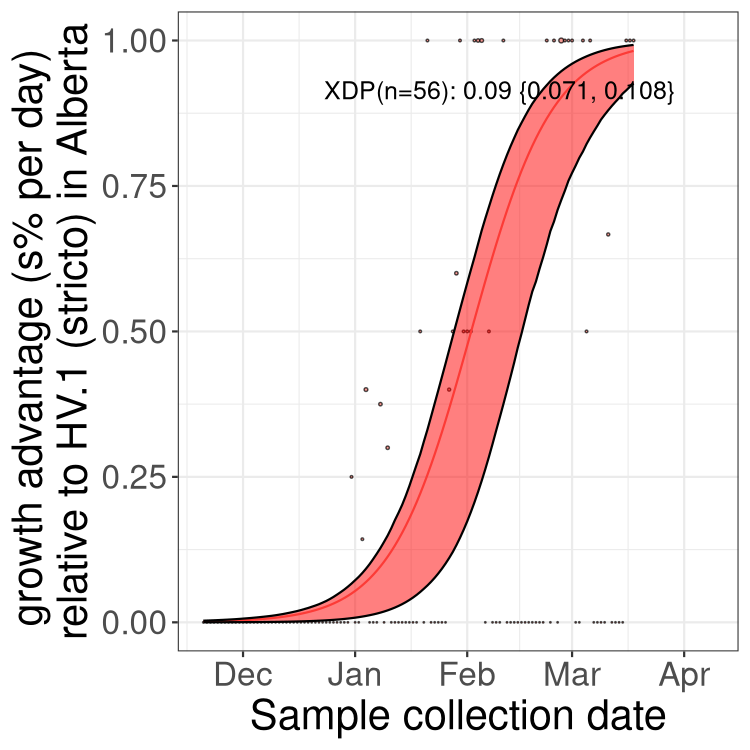 growth advantage (s% per day)
relative to HV.1 (stricto) in Alberta
1.00
0.75
0.50
0.25
0.00
XDP(n=56): 0.09 {0.071, 0.108}
Dec Jan Feb Mar Apr
Sample collection date